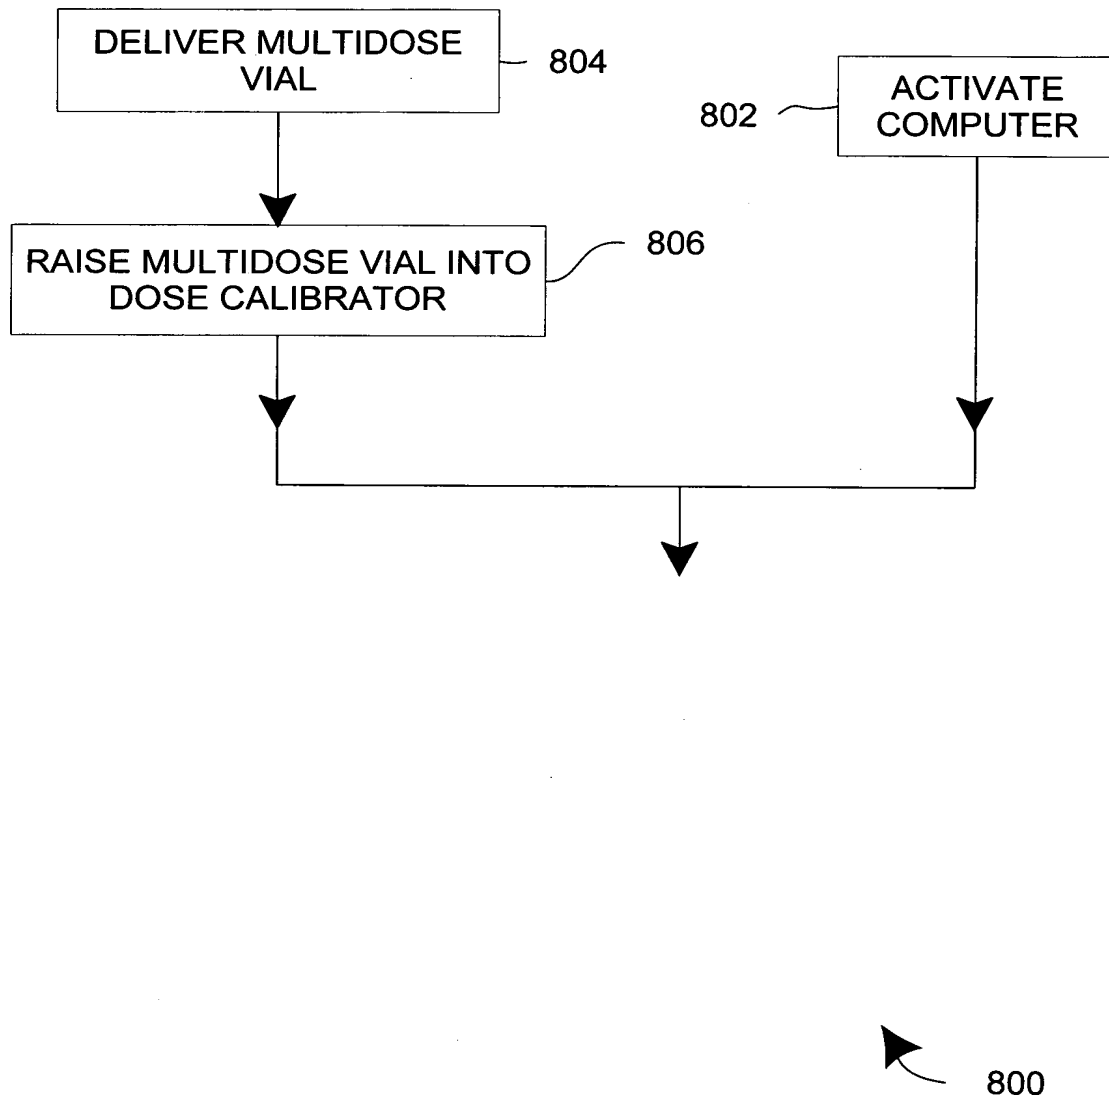 DELIVER MULTIDOSE
VIAL
804
802
ACTIVATE
COMPUTER
RAISE MULTIDOSE VIAL INTO
DOSE CALIBRATOR
806
800